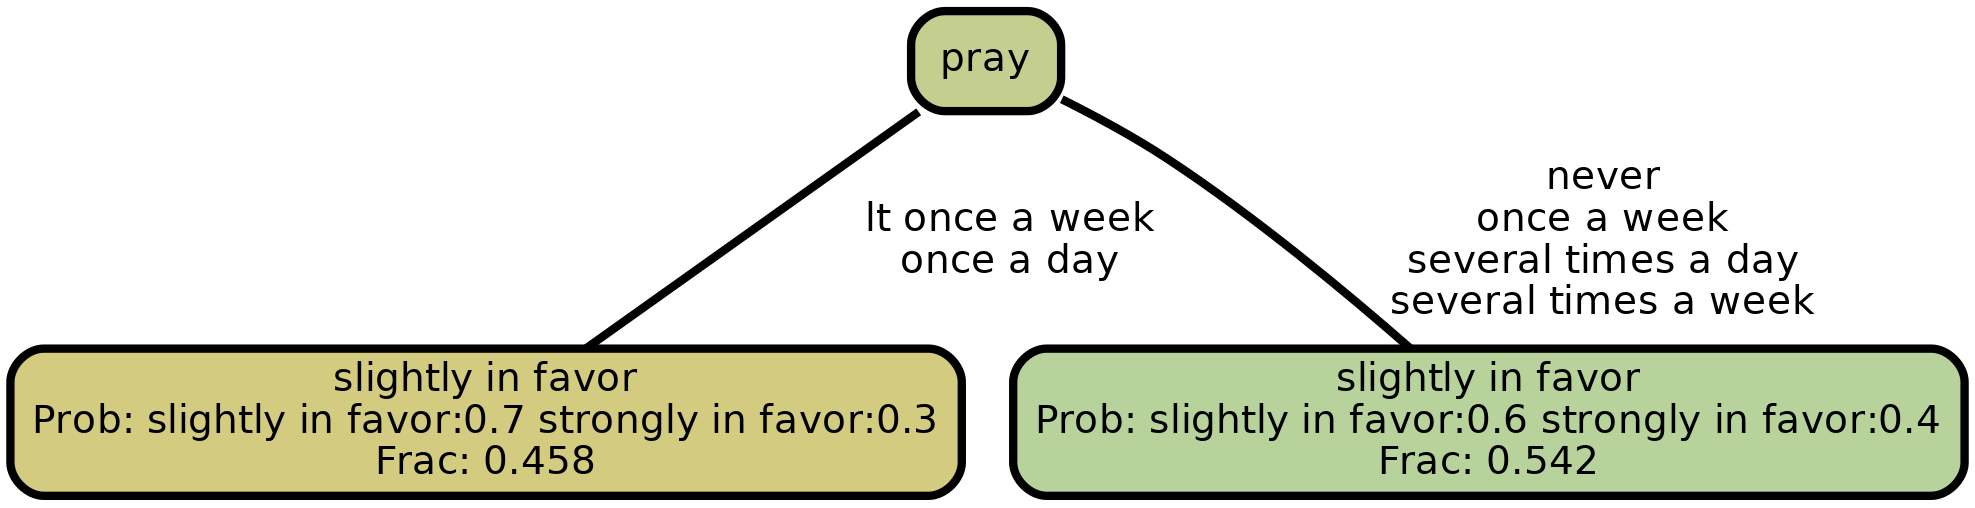 pray
lt once a week
once a day
never
once a week
several times a day
several times a week
slightly in favor
Prob: slightly in favor:0.7 strongly in favor:0.3
Frac: 0.458
slightly in favor
Prob: slightly in favor:0.6 strongly in favor:0.4
Frac: 0.542